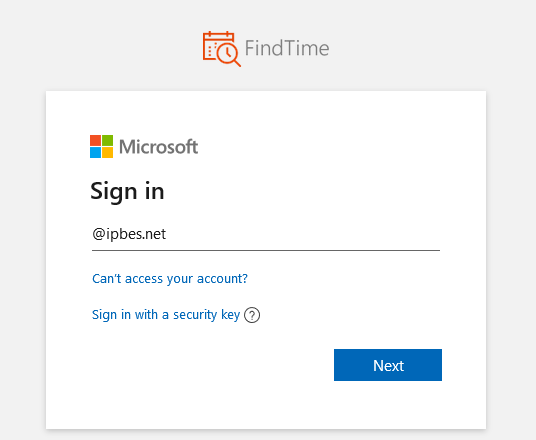 FindTime
Microsoft
Sign in
@ipbes.net
Can't access your account?
Sign in with a security key ?
Next